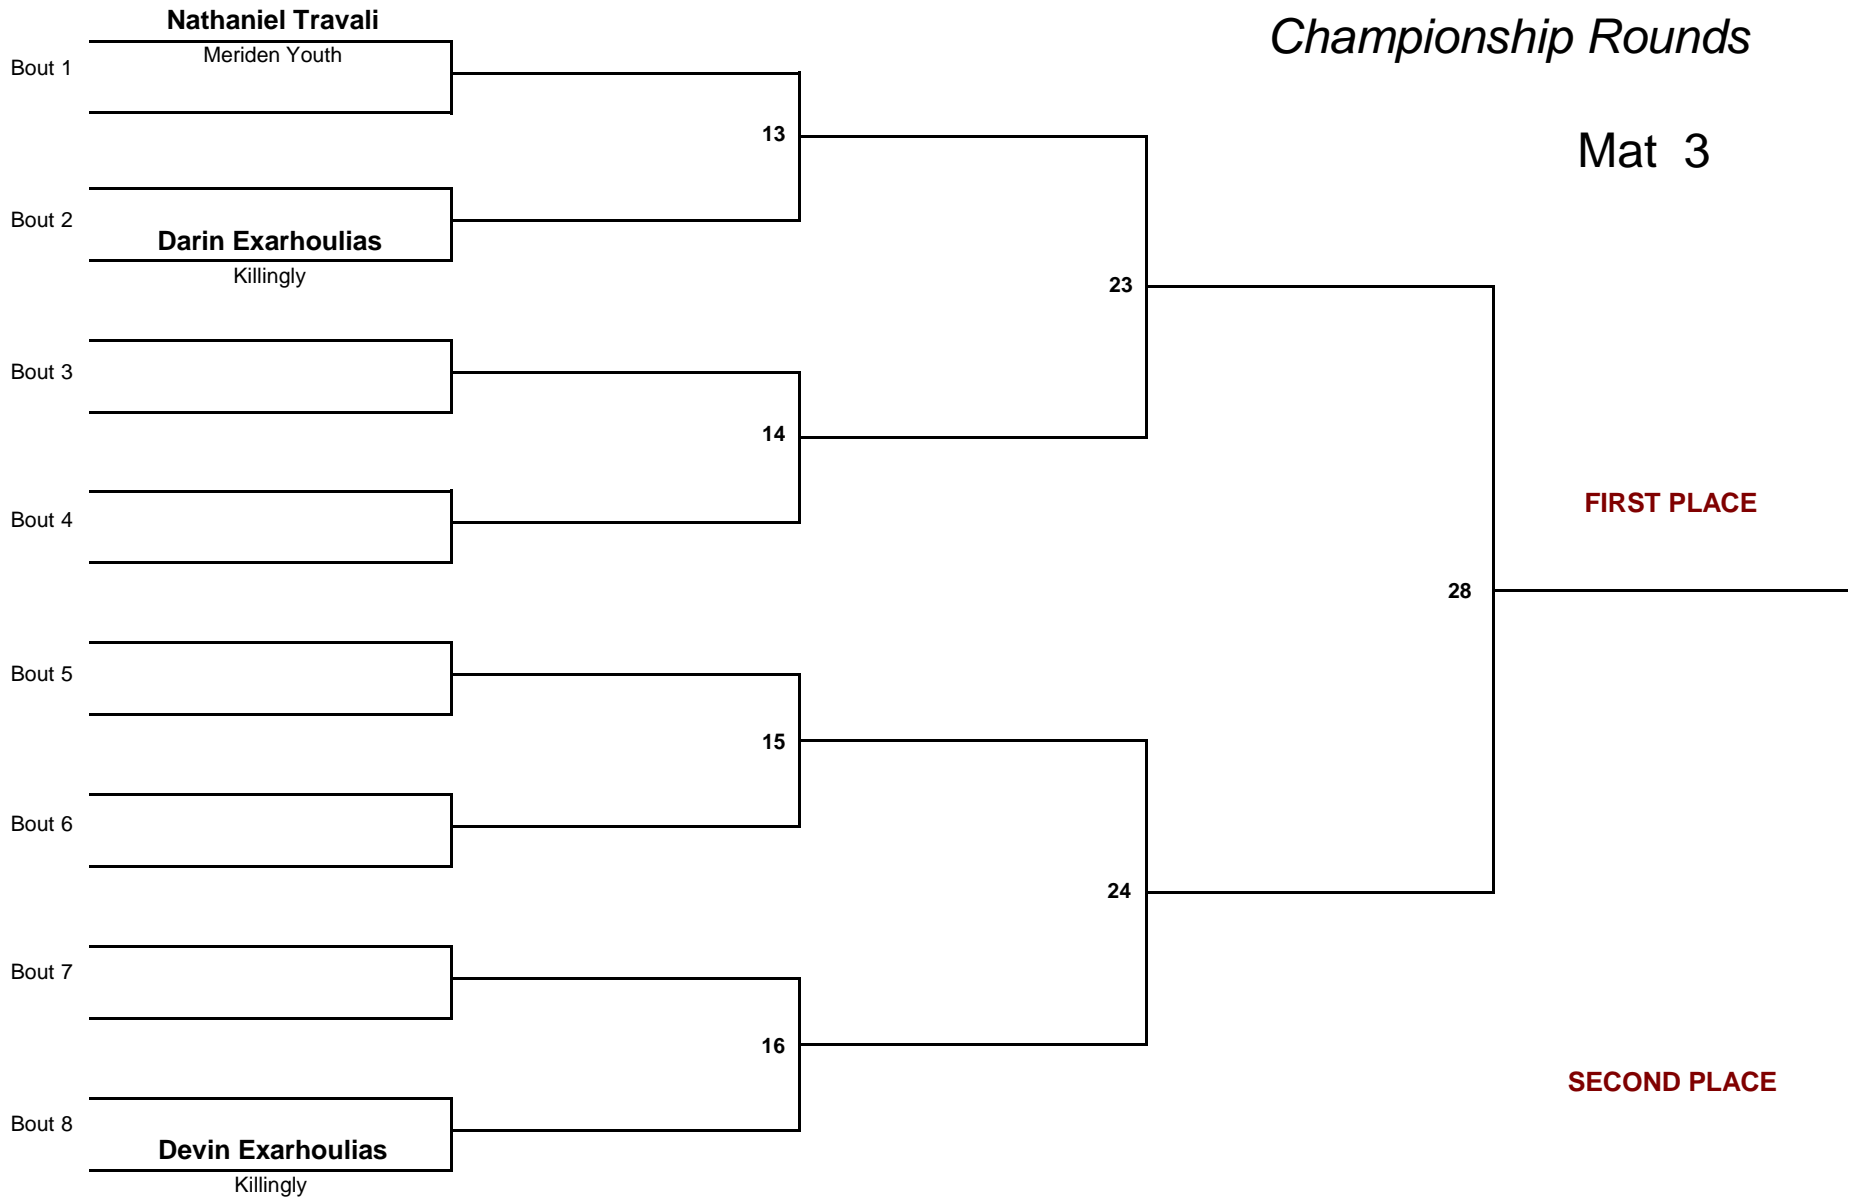 Nathaniel Travali
Championship Rounds
Meriden Youth
Bout 1
13
Mat 3
Bout 2
Darin Exarhoulias
Killingly
23
Bout 3
14
Bout 4
FIRST PLACE
28
Bout 5
15
Bout 6
24
Bout 7
16
SECOND PLACE
Bout 8
Devin Exarhoulias
Killingly